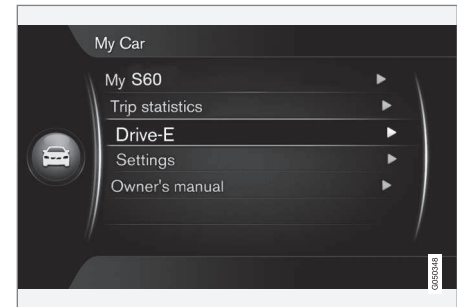 My Car
My S60
Trip statistics
Drive-E
Settings
Owner's manual
G050348